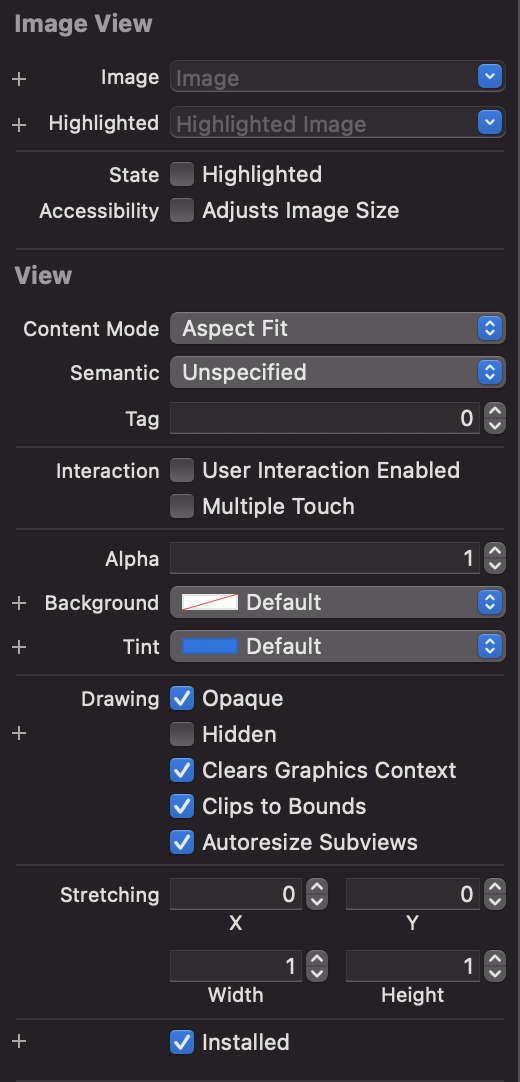 Image View
Image Image
Highlighted Highlighted Image
State Highlighted
Accessibility Adjusts Image Size
View
Content Mode Aspect Fit
Semantic Unspecified
Tag 0
Interaction User Interaction Enabled
Multiple Touch
Alpha 1
Background Default
Tint Default
Drawing Opaque
Hidden
Clears Graphics Context
Clips to Bounds
Autoresize Subviews
Stretching 0 0
X Y
1 1
Width Height
Installed